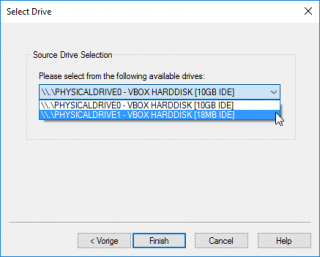 Select Drive
Source Drive Selection
Please select from the following available drives:
\\.\PHYSICALDRIVE0 - VBOX HARDDISK [10GB IDE]
\\.\PHYSICALDRIVE0 - VBOX HARDDISK [10GB IDE]
\\.\PHYSICALDRIVE1 - VBOX HARDDISK [18MB IDE]
< Vorige
Finish
Cancel
Help